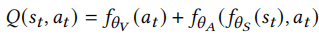 Q(s_t, a_t) = f_{θ_V}(a_t) + f_{θ_A}(f_{θ_S}(s_t), a_t)